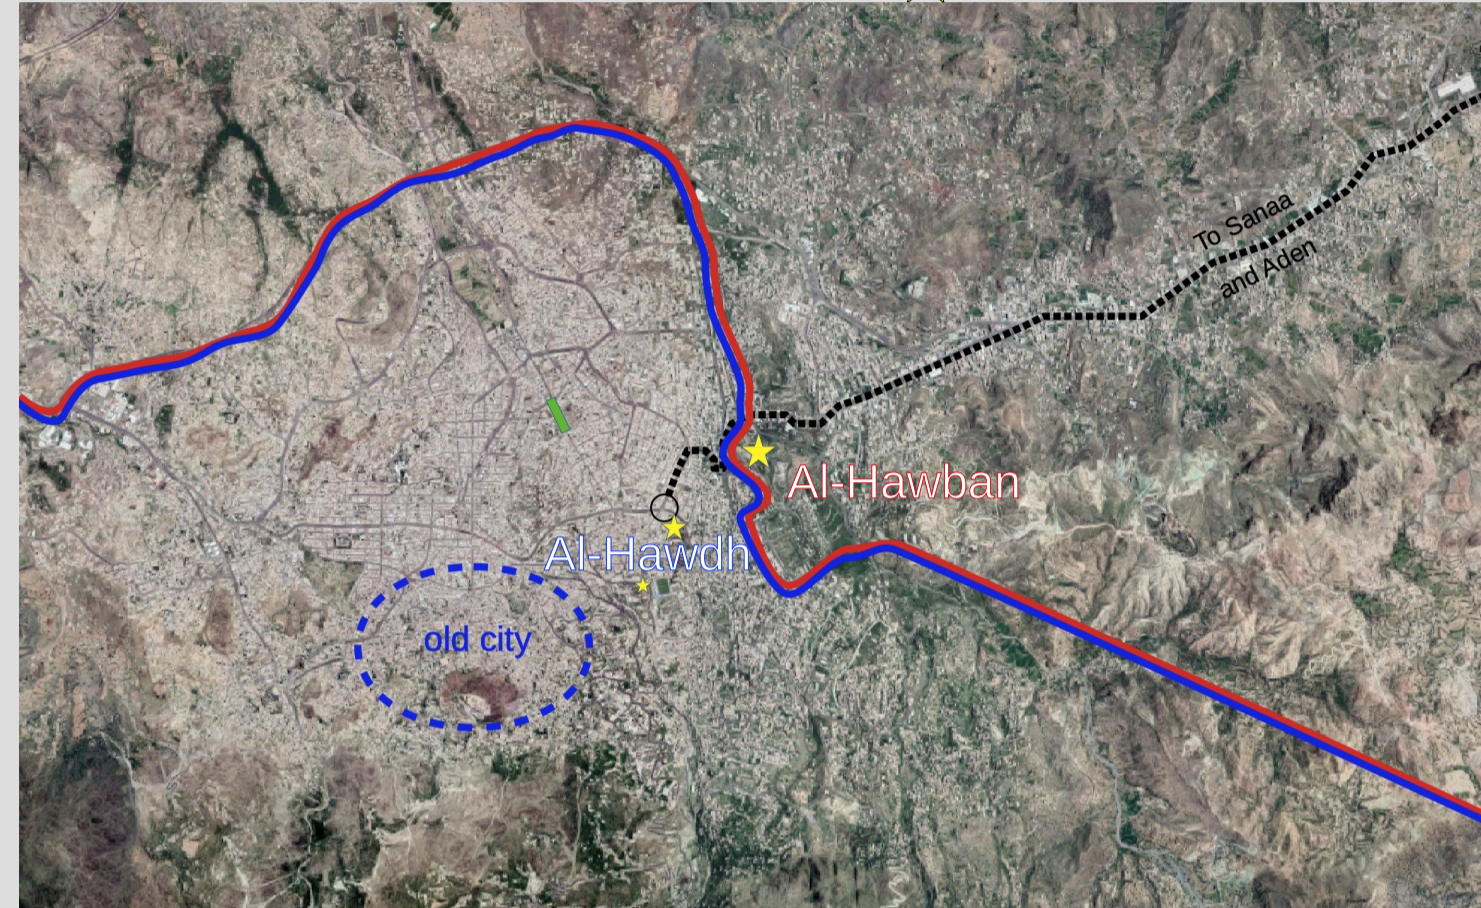 To Sanaa
and Aden
Al-Hawban
Al-Hawdh
old city